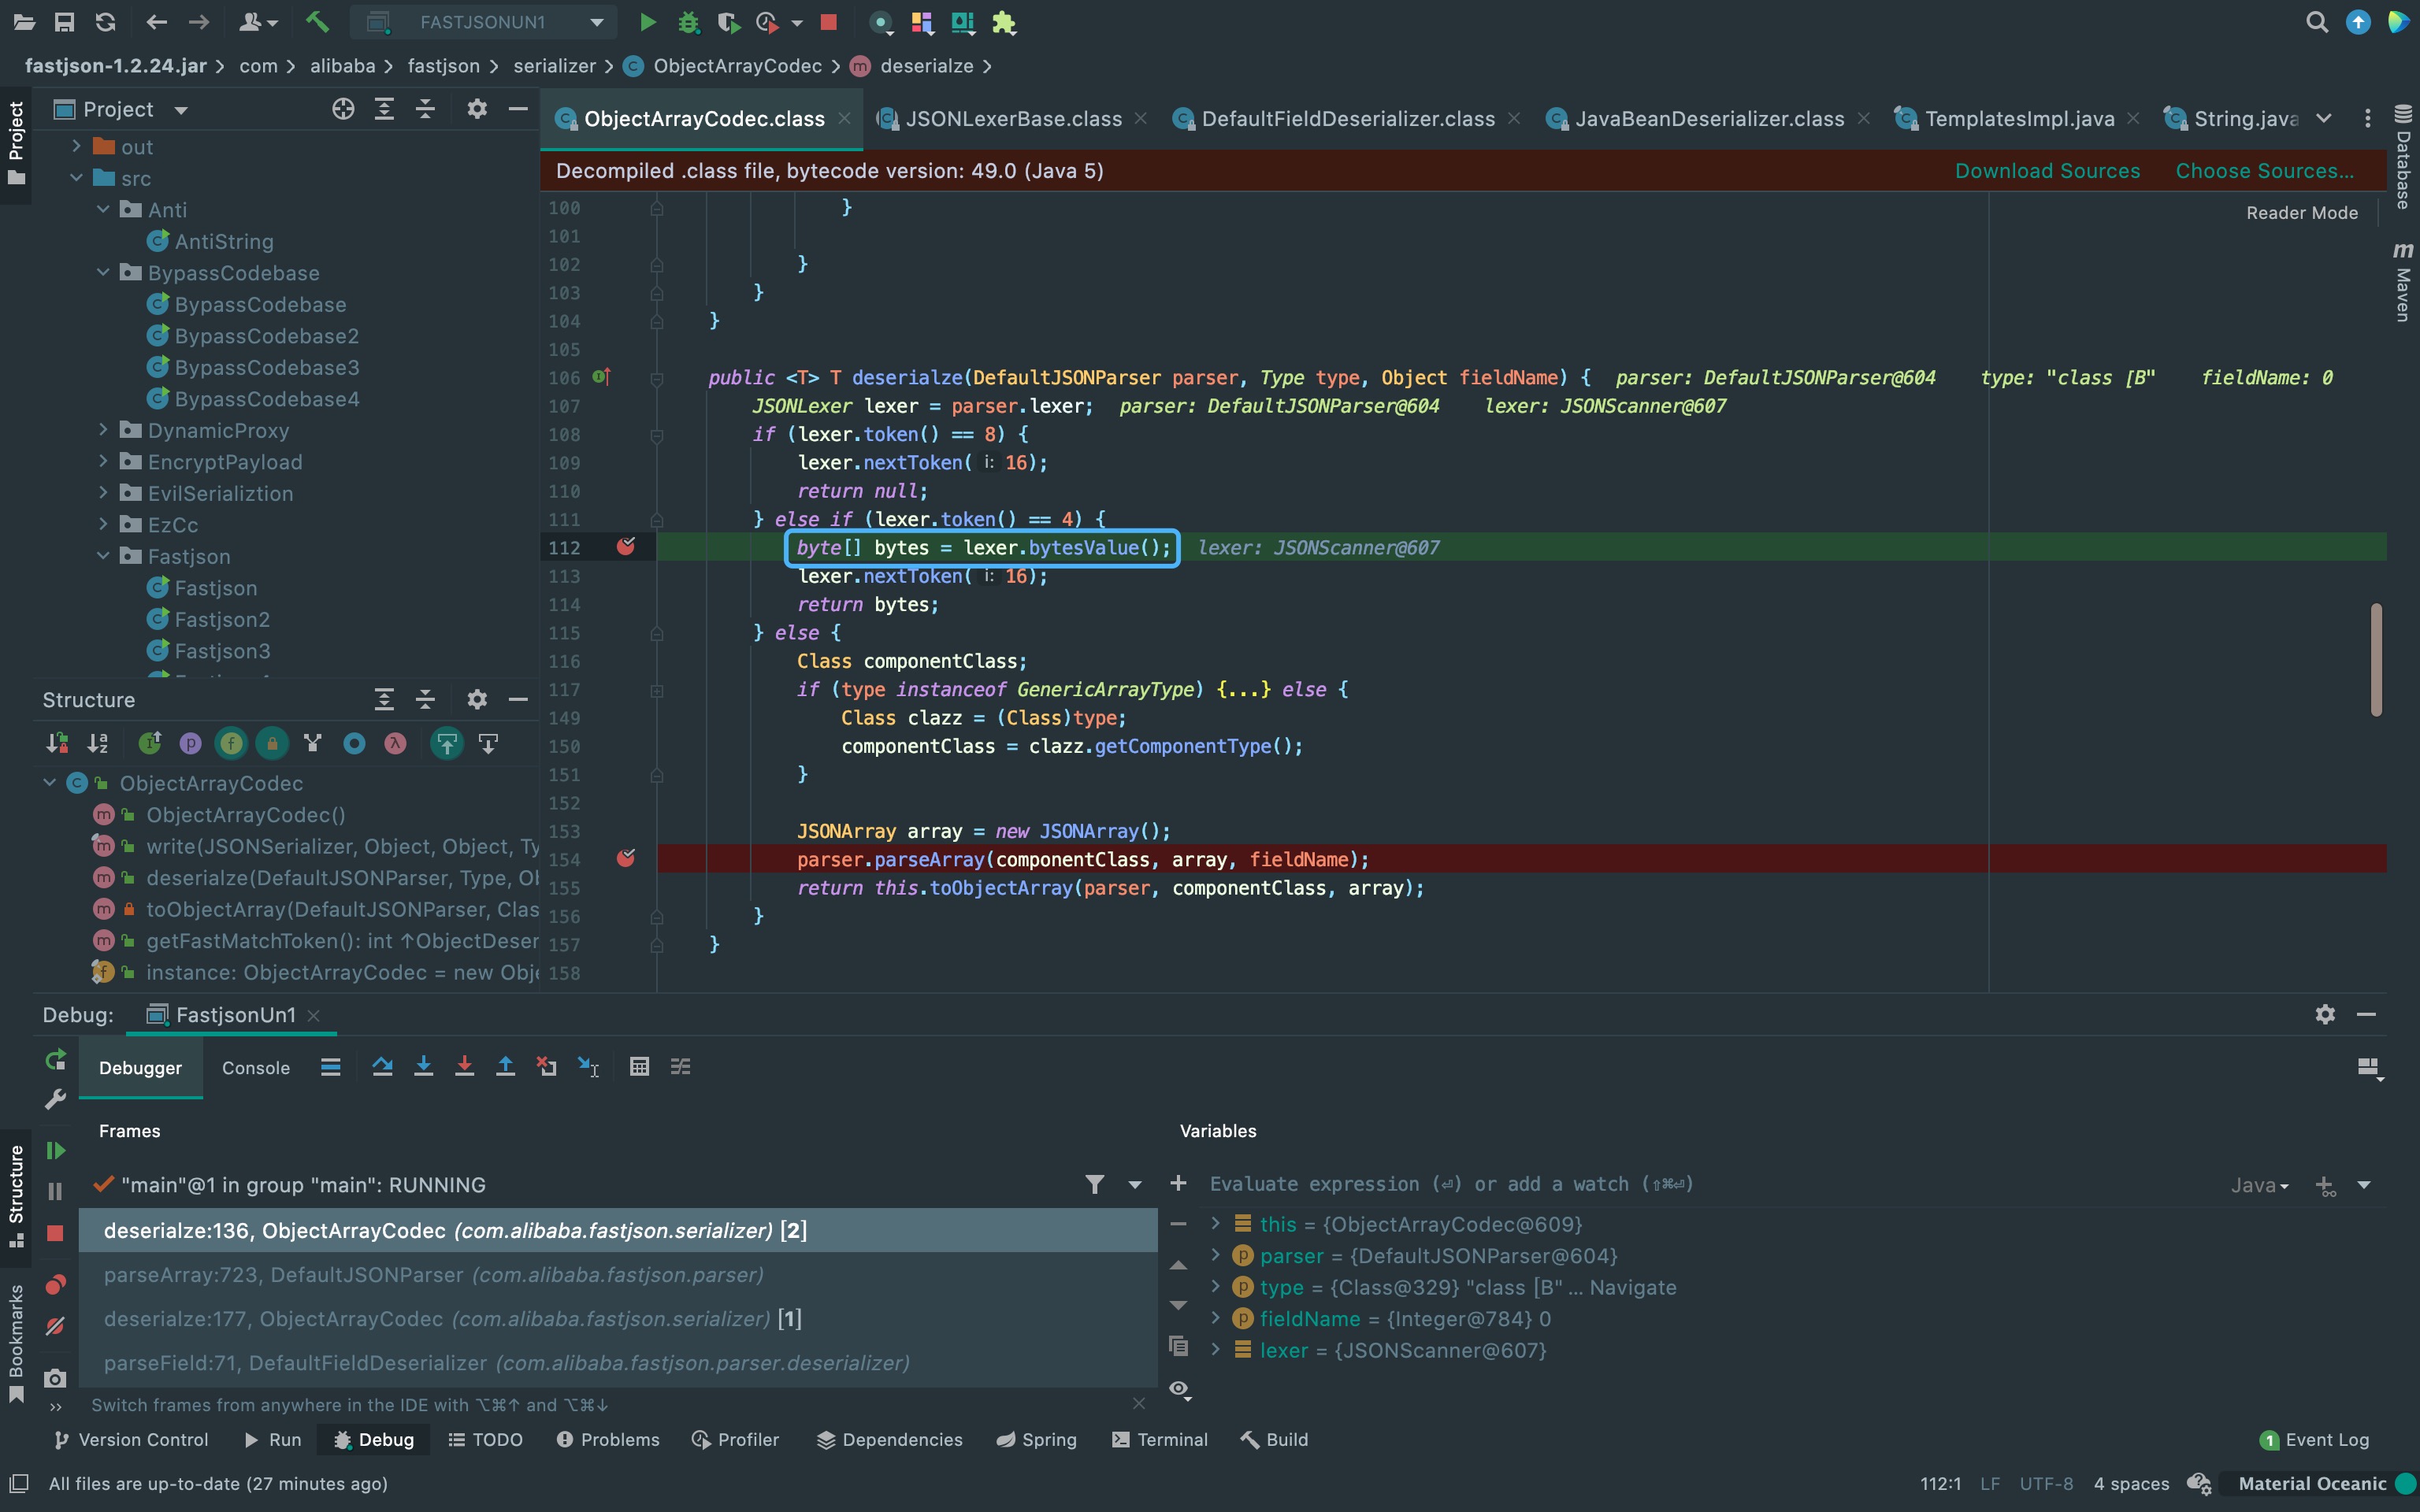 FASTJSONUN1
fastjson-1.2.24.jar > com > alibaba > fastjson > serializer > ObjectArrayCodec > deserialze >
Project
Project
ObjectArrayCodec.class
JSONLexerBase.class
DefaultFieldDeserializer.class
JavaBeanDeserializer.class
TemplatesImpl.java
String.java
Decompiled .class file, bytecode version: 49.0 (Java 5)
Download Sources
Choose Sources...
Reader Mode
Database
Maven
out
src
Anti
AntiString
BypassCodebase
BypassCodebase
BypassCodebase2
BypassCodebase3
BypassCodebase4
DynamicProxy
EncryptPayload
EvilSerializtion
EzCc
Fastjson
Fastjson
Fastjson2
Fastjson3
100 }
101
102 }
103 }
104 }
105
106 public <T> T deserialze(DefaultJSONParser parser, Type type, Object fieldName) { parser: DefaultJSONParser@604 type: "class [B" fieldName: 0
107 JSONLexer lexer = parser.lexer; parser: DefaultJSONParser@604 lexer: JSONScanner@607
108 if (lexer.token() == 8) {
109 lexer.nextToken( i: 16);
110 return null;
111 } else if (lexer.token() == 4) {
112 byte[] bytes = lexer.bytesValue(); lexer: JSONScanner@607
113 lexer.nextToken( i: 16);
114 return bytes;
115 } else {
116 Class componentClass;
117 if (type instanceof GenericArrayType) {...} else {
149 Class clazz = (Class)type;
150 componentClass = clazz.getComponentType();
151 }
152
153 JSONArray array = new JSONArray();
154 parser.parseArray(componentClass, array, fieldName);
155 return this.toObjectArray(parser, componentClass, array);
156 }
157 }
158
Structure
ObjectArrayCodec
ObjectArrayCodec()
write(JSONSerializer, Object, Object, Ty
deserialze(DefaultJSONParser, Type, Ob
toObjectArray(DefaultJSONParser, Clas
getFastMatchToken(): int ↑ObjectDeser
instance: ObjectArrayCodec = new Obje
Debug:
FastjsonUn1
Debugger
Console
Frames
"main"@1 in group "main": RUNNING
deserialze:136, ObjectArrayCodec (com.alibaba.fastjson.serializer) [2]
parseArray:723, DefaultJSONParser (com.alibaba.fastjson.parser)
deserialze:177, ObjectArrayCodec (com.alibaba.fastjson.serializer) [1]
parseField:71, DefaultFieldDeserializer (com.alibaba.fastjson.parser.deserializer)
Switch frames from anywhere in the IDE with ⌥⌘↑ and ⌥⌘↓
Variables
Evaluate expression (⏎) or add a watch (⇧⌘⏎)
Java
this = {ObjectArrayCodec@609}
parser = {DefaultJSONParser@604}
type = {Class@329} "class [B" ... Navigate
fieldName = {Integer@784} 0
lexer = {JSONScanner@607}
Structure
Bookmarks
Version Control
Run
Debug
TODO
Problems
Profiler
Dependencies
Spring
Terminal
Build
1 Event Log
All files are up-to-date (27 minutes ago)
112:1
LF
UTF-8
4 spaces
Material Oceanic